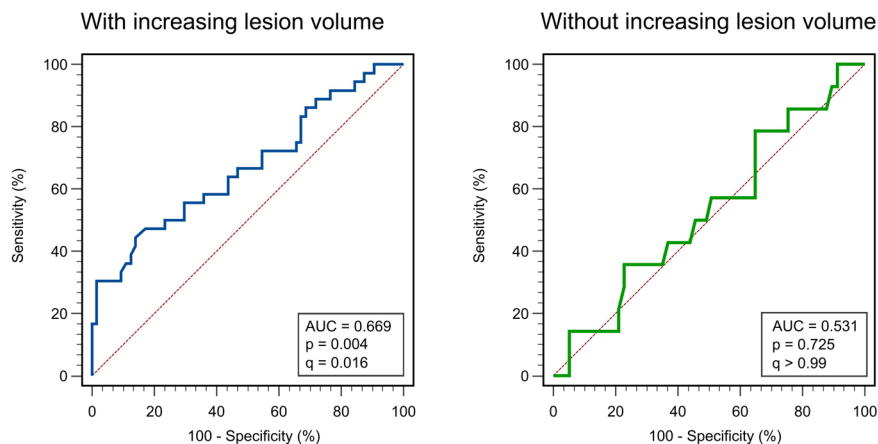 With increasing lesion volume
Sensitivity (%)
100
80
60
40
20
0
AUC = 0.669
p = 0.004
q = 0.016
0 20 40 60 80 100
100 - Specificity (%)
Without increasing lesion volume
Sensitivity (%)
100
80
60
40
20
0
AUC = 0.531
p = 0.725
q > 0.99
0 20 40 60 80 100
100 - Specificity (%)